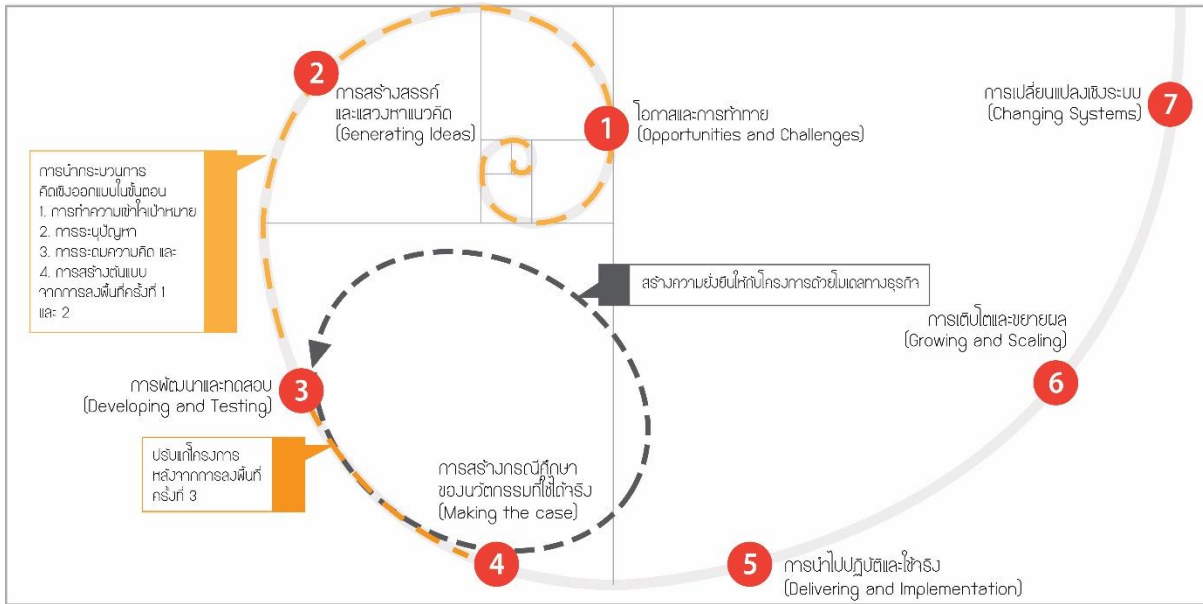 1
โอกาสและการท้าทาย
(Opportunities and Challenges)
2
การสร้างสรรค์
และแสวงหาแนวคิด
(Generating Ideas)
การนำกระบวนการ
คิดเชิงออกแบบในขั้นตอน
1. การทำความเข้าใจเป้าหมาย
2. การระบุปัญหา
3. การระดมความคิด และ
4. การสร้างต้นแบบ
จากการลงพื้นที่ครั้งที่ 1
และ 2
สร้างความยั่งยืนให้กับโครงการด้วยโมเดลทางธุรกิจ
3
การพัฒนาและทดสอบ
(Developing and Testing)
ปรับแก้โครงการ
หลังจากการลงพื้นที่
ครั้งที่ 3
การสร้างกรณีศึกษา
ของนวัตกรรมที่ใช้ได้จริง
(Making the case)
4
5
การนำไปปฏิบัติและใช้จริง
(Delivering and Implementation)
การเติบโตและขยายผล
(Growing and Scaling)
6
การเปลี่ยนแปลงเชิงระบบ
(Changing Systems)
7